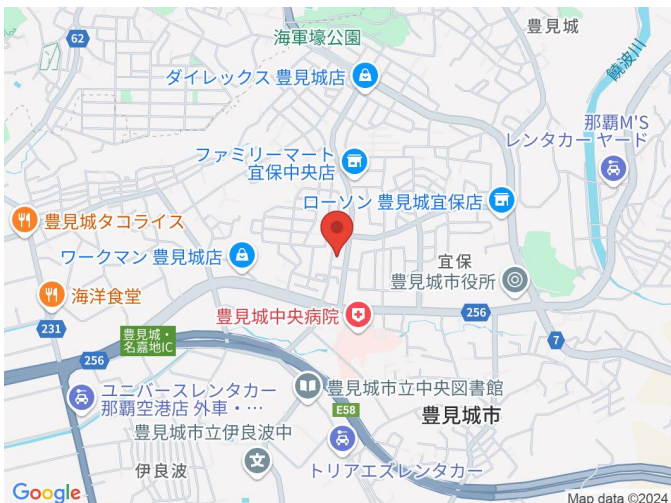 海軍壕公園
豊見城
62
饒波川
ダイレックス 豊見城店
那覇M'S
レンタカー ヤード
ファミリーマート
宜保中央店
ローソン 豊見城宜保店
豊見城タコライス
ワークマン 豊見城店
宜保
豊見城市役所
海洋食堂
豊見城中央病院
256
231
豊見城・
名嘉地IC
7
256
ユニバースレンタカー
那覇空港店 外車・…
豊見城市立中央図書館
E58
豊見城市
豊見城市立伊良波中
伊良波
トリアエズレンタカー
Google
Map data ©2024